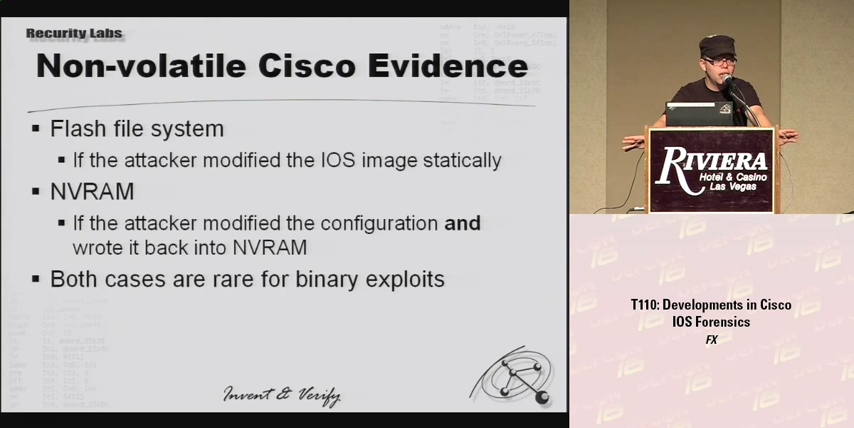 Recurity Labs
Non-volatile Cisco Evidence
Flash file system
If the attacker modified the IOS image statically
NVRAM
If the attacker modified the configuration and
wrote it back into NVRAM
Both cases are rare for binary exploits
Invent & Verify
RIVIERA
Hotel & Casino
Las Vegas
T110: Developments in Cisco
IOS Forensics
FX